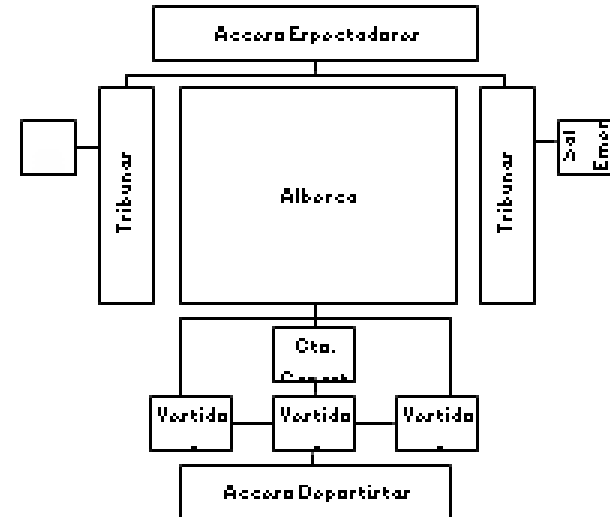 Acceso Espectadores
Tribunas
Alberca
Tribunas
Sal
Emer
Cto.
Vestido
Vestido
Vestido
Acceso Deportistas